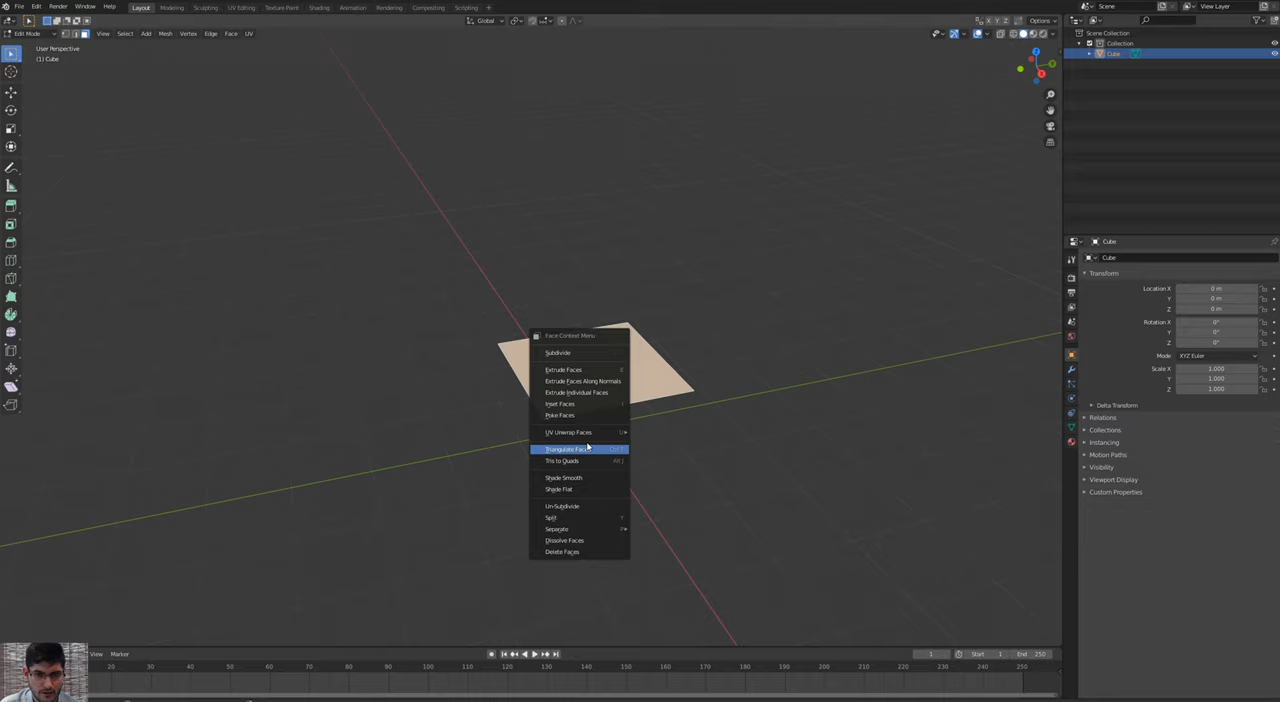 File Edit Render Window Help Layout Modeling Sculpting UV Editing Texture Paint Shading Animation Rendering Compositing Scripting + Scene View Layer
Global Options
Edit Mode View Select Add Mesh Vertex Edge Face UV
X Y Z
User Perspective
(1) Cube
Scene Collection
Collection
Cube
Z
Y
X
Face Context Menu
Subdivide
Extrude Faces E
Extrude Faces Along Normals
Extrude Individual Faces
Inset Faces I
Poke Faces
UV Unwrap Faces U
Triangulate Faces Ctrl T
Tris to Quads Alt J
Shade Smooth
Shade Flat
Un-Subdivide
Split Y
Separate P
Dissolve Faces
Delete Faces
Cube
Cube
Transform
Location X 0 m
Y 0 m
Z 0 m
Rotation X 0°
Y 0°
Z 0°
Mode XYZ Euler
Scale X 1.000
Y 1.000
Z 1.000
Delta Transform
Relations
Collections
Instancing
Motion Paths
Visibility
Viewport Display
Custom Properties
View Marker 1 Start 1 End 250
20 30 40 50 60 70 80 90 100 110 120 130 140 150 160 170 180 190 200 210 220 230 240 250